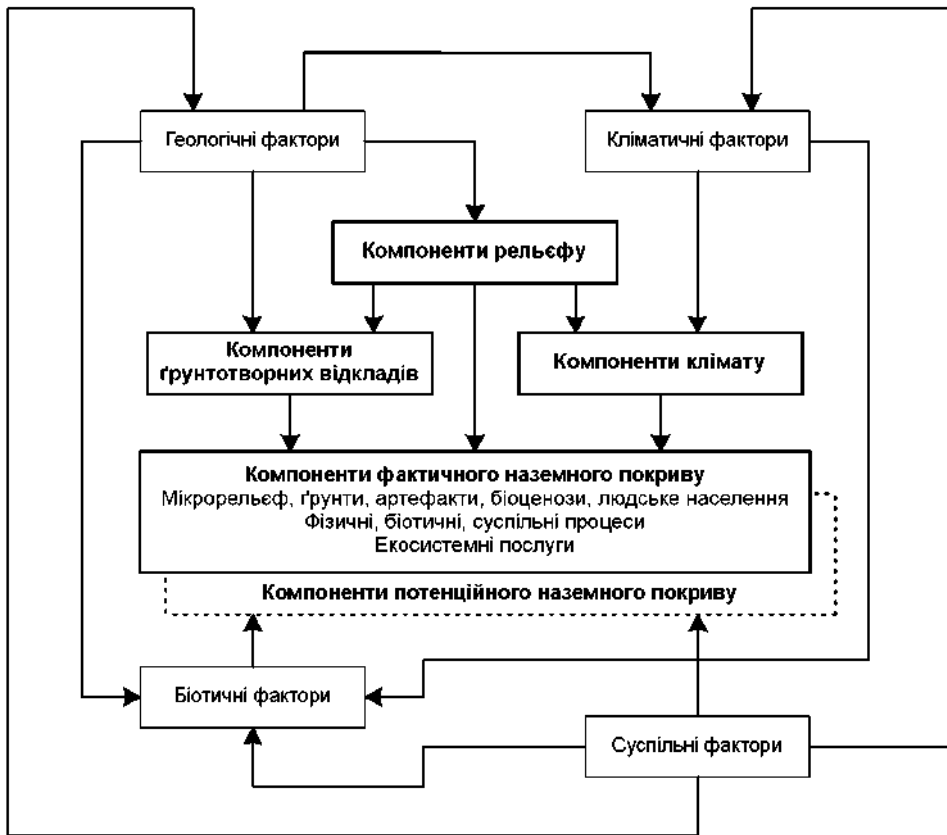 Геологічні фактори
Кліматичні фактори
Компоненти рельєфу
Компоненти
ґрунтотворних відкладів
Компоненти клімату
Компоненти фактичного наземного покриву
Мікрорельєф, ґрунти, артефакти, біоценози, людське населення
Фізичні, біотичні, суспільні процеси
Екосистемні послуги
Компоненти потенційного наземного покриву
Біотичні фактори
Суспільні фактори